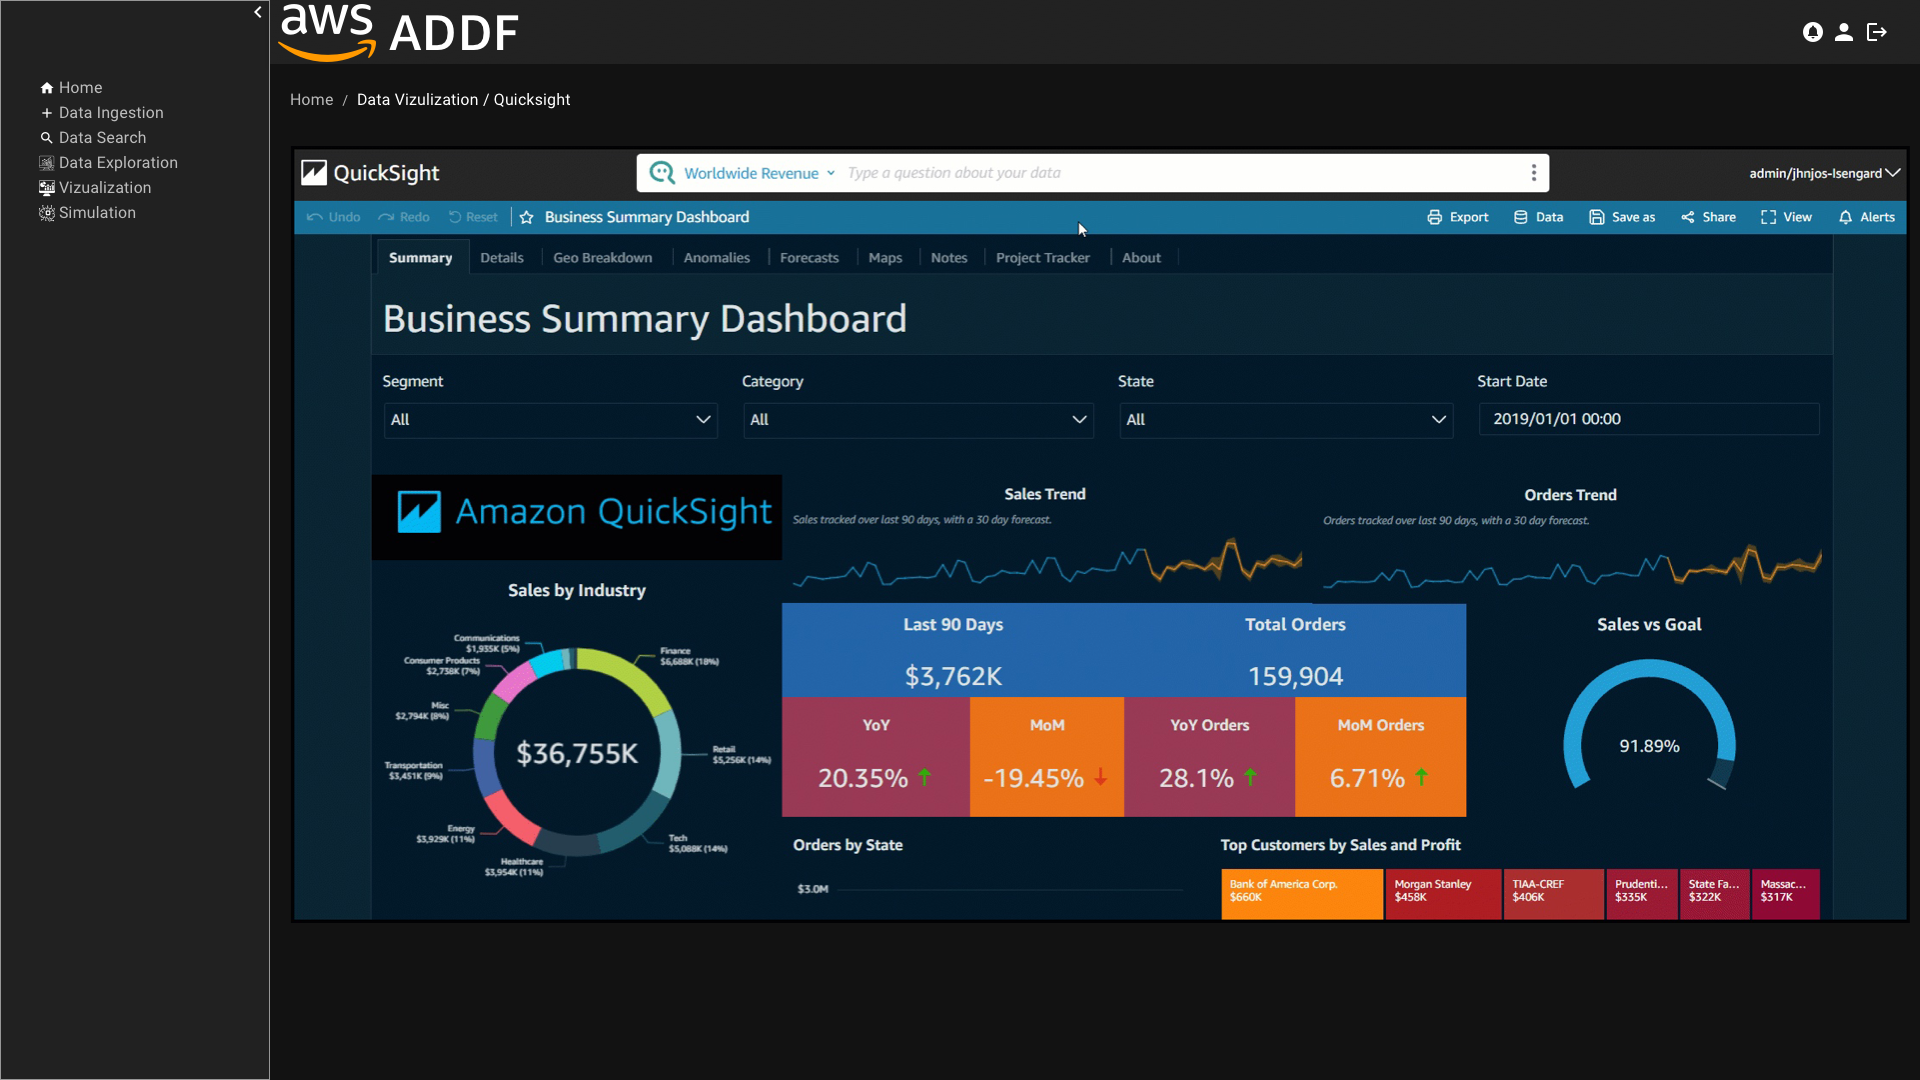 aws ADDF
Home
Data Ingestion
Data Search
Data Exploration
Vizualization
Simulation
Home / Data Vizulization / Quicksight
QuickSight
Worldwide Revenue
Type a question about your data
admin/jhnjos-Isengard
Undo Redo Reset Business Summary Dashboard Export Data Save as Share View Alerts
Summary Details Geo Breakdown Anomalies Forecasts Maps Notes Project Tracker About
Business Summary Dashboard
Segment Category State Start Date
All All All 2019/01/01 00:00
Amazon QuickSight
Sales Trend
Sales tracked over last 90 days, with a 30 day forecast.
Orders Trend
Orders tracked over last 90 days, with a 30 day forecast.
Sales by Industry
Communications
$1,935K (5%)
Consumer Products
$2,738K (7%)
Misc
$2,794K (8%)
Transportation
$3,451K (9%)
Energy
$3,929K (11%)
Healthcare
$3,954K (11%)
Finance
$6,688K (18%)
Retail
$5,256K (14%)
Tech
$5,088K (14%)
$36,755K
Last 90 Days
$3,762K
Total Orders
159,904
YoY
20.35%
MoM
-19.45%
YoY Orders
28.1%
MoM Orders
6.71%
Sales vs Goal
91.89%
Orders by State
$3.0M
Top Customers by Sales and Profit
Bank of America Corp.
$660K
Morgan Stanley
$458K
TIAA-CREF
$406K
Prudenti...
$335K
State Fa...
$322K
Massac...
$317K